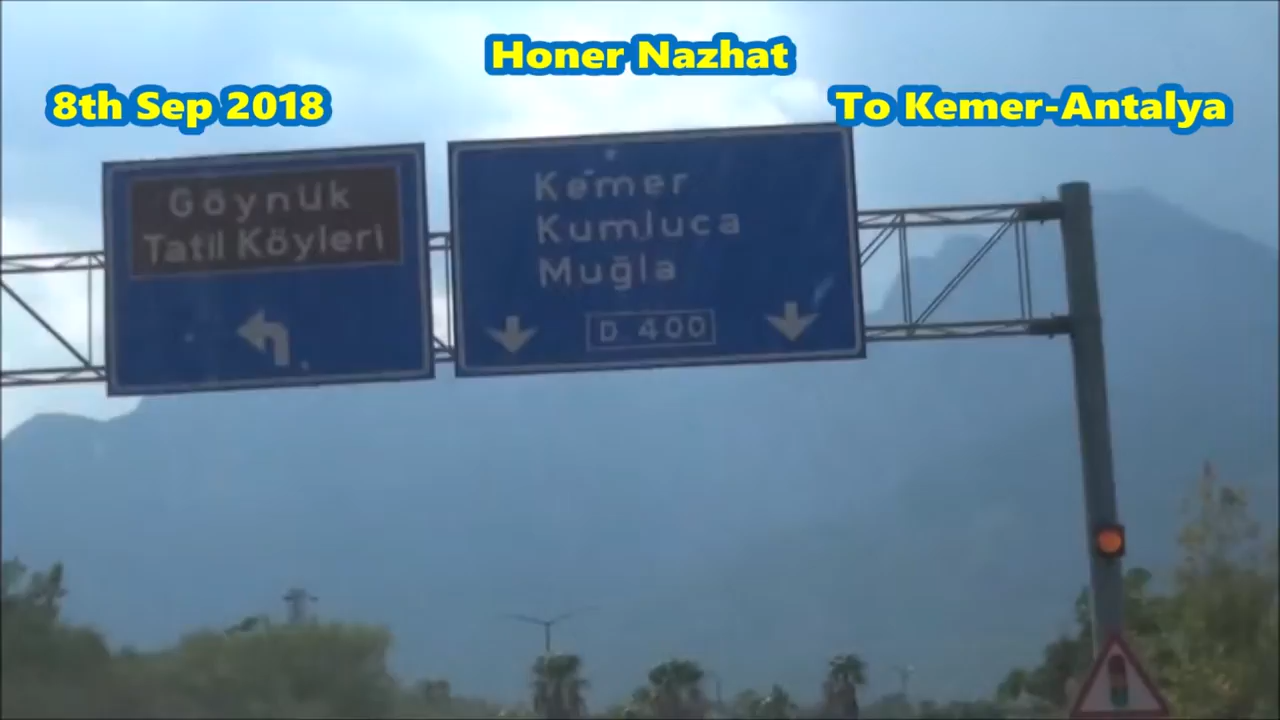 Honer Nazhat
8th Sep 2018
To Kemer-Antalya
Göynük
Tatil Köyleri
Kemer
Kumluca
Muğla
D 400